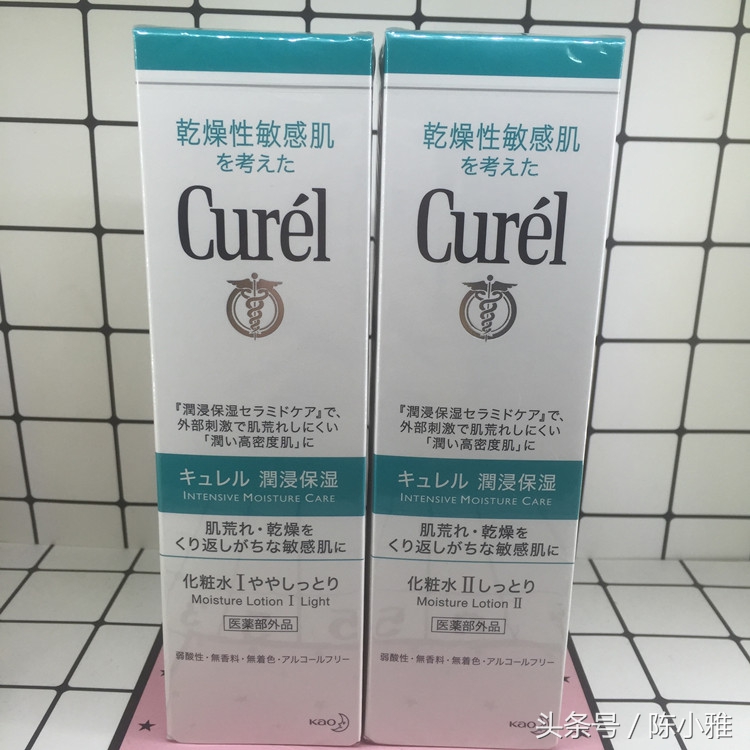 乾燥性敏感肌
を考えた
Curél
『潤浸保湿セラミドケア』で、
外部刺激で肌荒れしにくい
「潤い高密度肌」に
キュレル 潤浸保湿
INTENSIVE MOISTURE CARE
肌荒れ・乾燥を
くり返しがちな敏感肌に
化粧水Ⅰややしっとり
Moisture Lotion Ⅰ Light
医薬部外品
弱酸性・無香料・無着色・アルコールフリー
Kao
乾燥性敏感肌
を考えた
Curél
『潤浸保湿セラミドケア』で、
外部刺激で肌荒れしにくい
「潤い高密度肌」に
キュレル 潤浸保湿
INTENSIVE MOISTURE CARE
肌荒れ・乾燥を
くり返しがちな敏感肌に
化粧水Ⅱしっとり
Moisture Lotion Ⅱ
医薬部外品
弱酸性・無香料・無着色・アルコールフリー
Kao
头条号 / 陈小雅